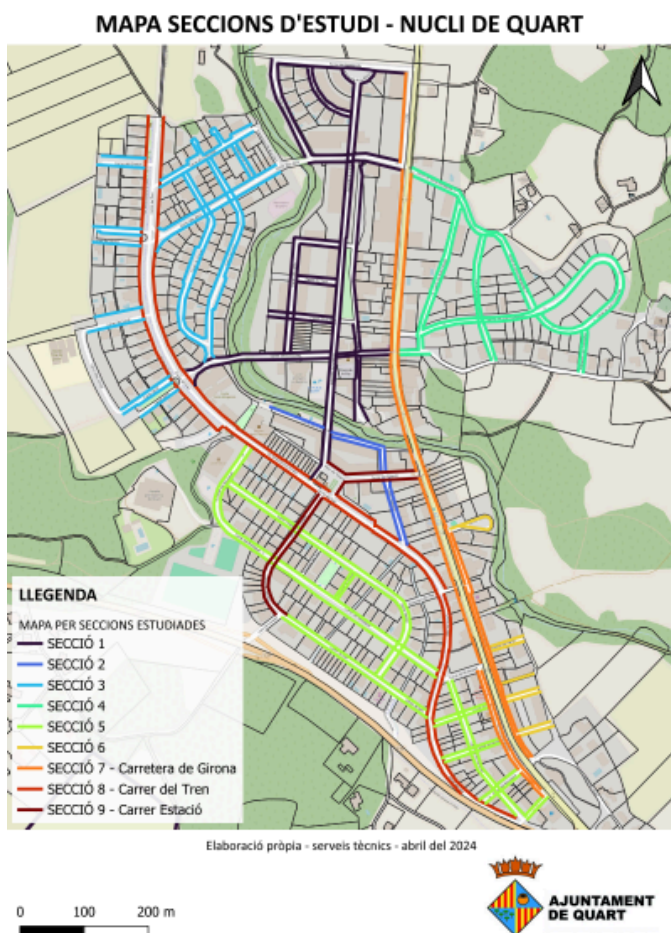 MAPA SECCIONS D'ESTUDI - NUCLI DE QUART
LLEGENDA
MAPA PER SECCIONS ESTUDIADES
SECCIÓ 1
SECCIÓ 2
SECCIÓ 3
SECCIÓ 4
SECCIÓ 5
SECCIÓ 6
SECCIÓ 7 - Carretera de Girona
SECCIÓ 8 - Carrer del Tren
SECCIÓ 9 - Carrer Estació
Elaboració pròpia - serveis tècnics - abril del 2024
0 100 200 m
AJUNTAMENT
DE QUART